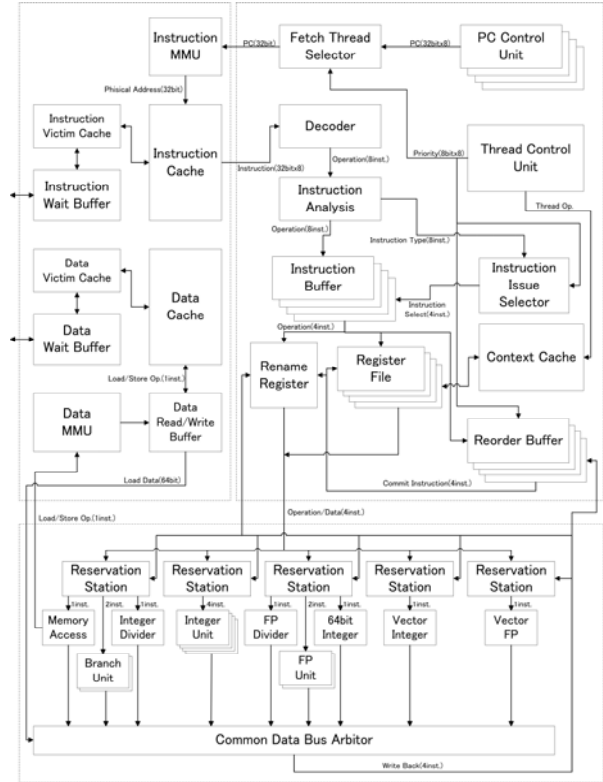 Instruction
MMU
PC(32bit)
Fetch Thread
Selector
PC(32bitx8)
PC Control
Unit
Phisical Address(32bit)
Instruction
Victim Cache
Instruction
Cache
Instruction
Wait Buffer
Instruction(32bitx8)
Decoder
Operation(8inst.)
Priority(8bitx8)
Thread Control
Unit
Thread Op.
Instruction
Analysis
Operation(8inst.)
Instruction Type(8inst.)
Data
Victim Cache
Data
Cache
Data
Wait Buffer
Instruction
Buffer
Instruction
Select(4inst.)
Instruction
Issue
Selector
Operation(4inst.)
Load/Store Op.(1inst.)
Rename
Register
Register
File
Context Cache
Data
MMU
Data
Read/Write
Buffer
Reorder Buffer
Load Data(64bit)
Commit Instruction(4inst.)
Load/Store Op.(1inst.)
Operation/Data(4inst.)
Reservation
Station
Reservation
Station
Reservation
Station
Reservation
Station
Reservation
Station
1inst.
2inst.
1inst.
4inst.
1inst.
2inst.
1inst.
1inst.
1inst.
Memory
Access
Integer
Divider
Integer
Unit
FP
Divider
64bit
Integer
Vector
Integer
Vector
FP
Branch
Unit
FP
Unit
Common Data Bus Arbitor
Write Back(4inst.)